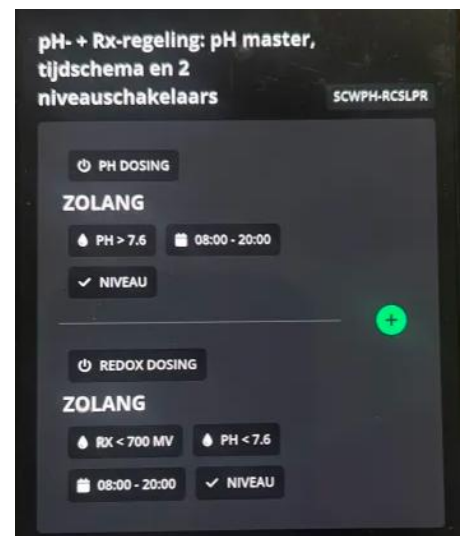 pH- + Rx-regeling: pH master,
tijdschema en 2
niveauschakelaars
SCWPH-RCSLPR
PH DOSING
ZOLANG
PH > 7.6
08:00 - 20:00
NIVEAU
REDOX DOSING
ZOLANG
RX < 700 MV
PH < 7.6
08:00 - 20:00
NIVEAU